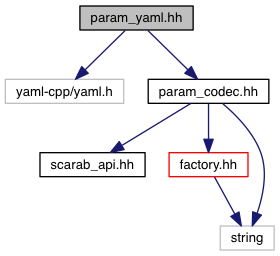 param_yaml.hh
yaml-cpp/yaml.h
param_codec.hh
scarab_api.hh
factory.hh
string